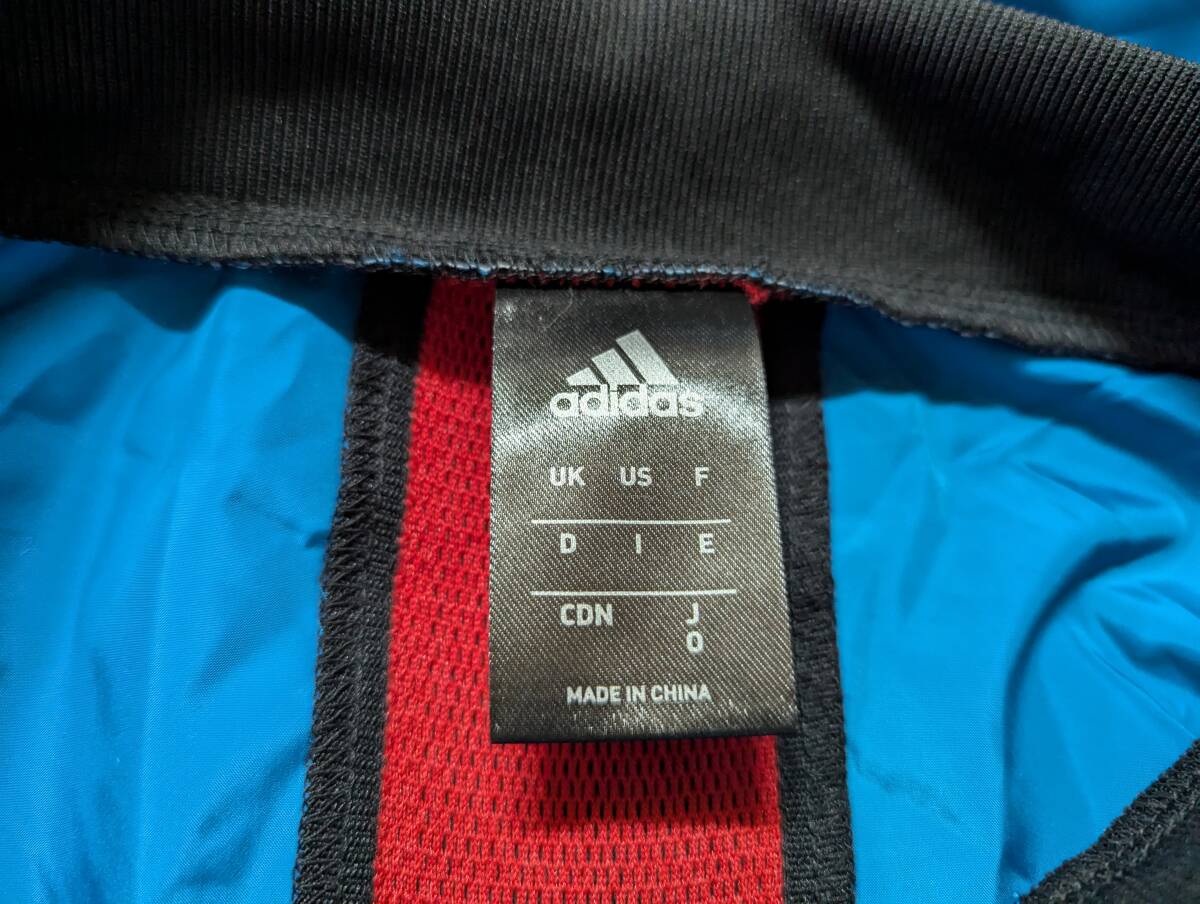 adidas
UK US F
D I E
CDN J
O
MADE IN CHINA